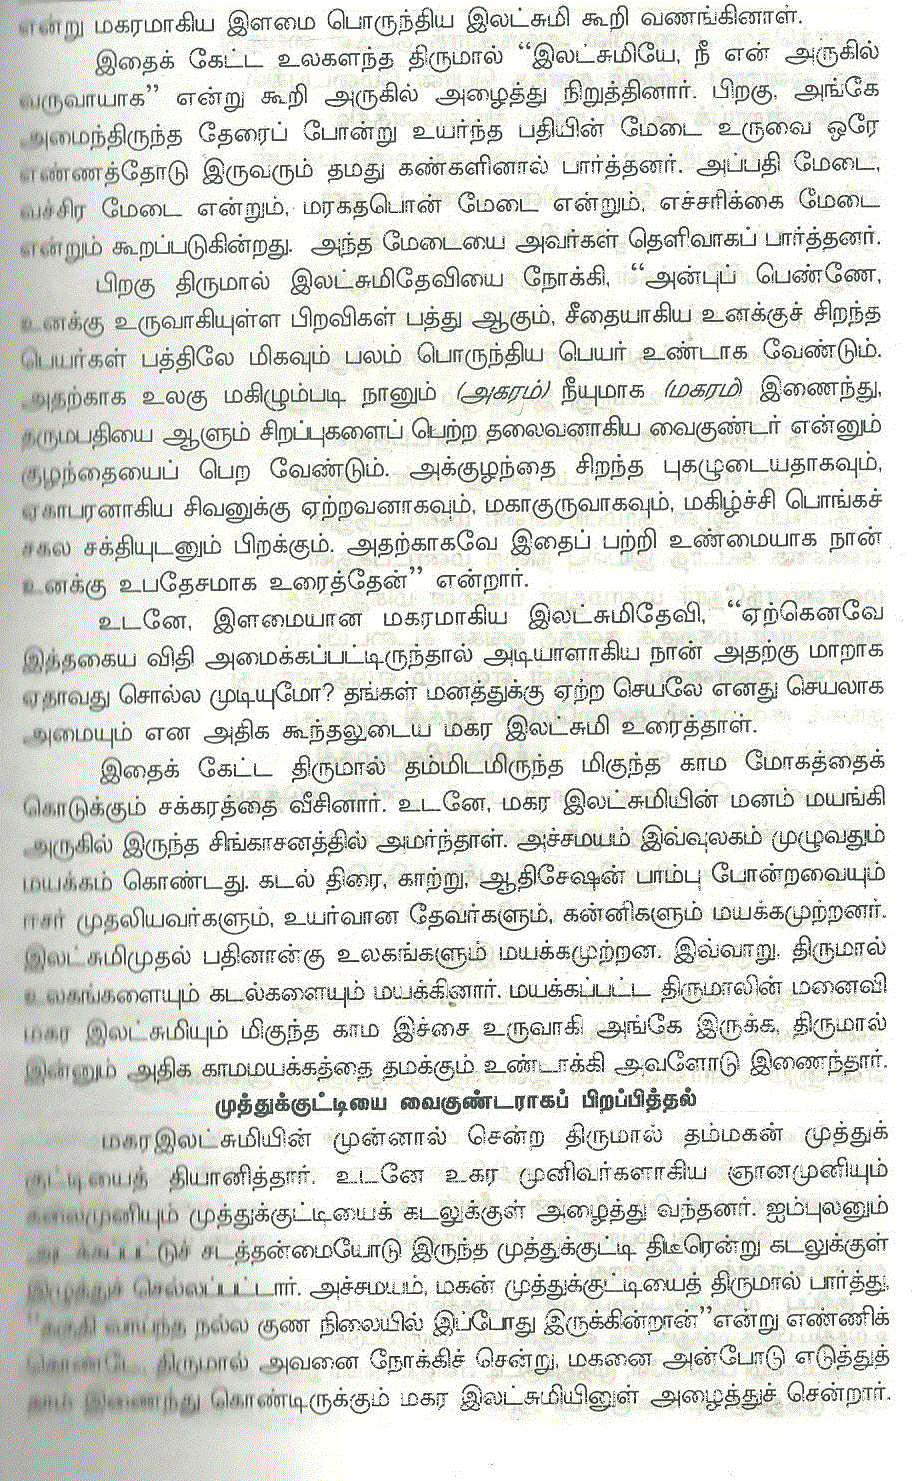 என்று மகரமாகிய இளமை பொருந்திய இலட்சுமி கூறி வணங்கினாள்.
இதைக் கேட்ட உலகளந்த திருமால் “இலட்சுமியே, நீ என் அருகில்
வருவாயாக” என்று கூறி அருகில் அழைத்து நிறுத்தினார். பிறகு, அங்கே
அமைந்திருந்த தேரைப் போன்று உயர்ந்த பதியின் மேடை உருவை ஒரே
எண்ணத்தோடு இருவரும் தமது கண்களினால் பார்த்தனர். அப்பதி மேடை,
வச்சிர மேடை என்றும், மரகதபொன் மேடை என்றும், எச்சரிக்கை மேடை
என்றும் கூறப்படுகின்றது. அந்த மேடையை அவர்கள் தெளிவாகப் பார்த்தனர்.
பிறகு திருமால் இலட்சுமிதேவியை நோக்கி, “அன்புப் பெண்ணே,
உனக்கு உருவாகியுள்ள பிறவிகள் பத்து ஆகும், சீதையாகிய உனக்குச் சிறந்த
பெயர்கள் பத்திலே மிகவும் பலம் பொருந்திய பெயர் உண்டாக வேண்டும்.
அதற்காக உலகு மகிழும்படி நானும் (அகரம்) நீயுமாக (மகரம்) இணைந்து,
தருமபதியை ஆளும் சிறப்புகளைப் பெற்ற தலைவனாகிய வைகுண்டர் என்னும்
குழந்தையைப் பெற வேண்டும். அக்குழந்தை சிறந்த புகழுடையதாகவும்,
ஏகாபரனாகிய சிவனுக்கு ஏற்றவனாகவும், மகாகுருவாகவும், மகிழ்ச்சி பொங்கச்
சகல சக்தியுடனும் பிறக்கும். அதற்காகவே இதைப் பற்றி உண்மையாக நான்
உனக்கு உபதேசமாக உரைத்தேன்” என்றார்.
உடனே, இளமையான மகரமாகிய இலட்சுமிதேவி, “ஏற்கெனவே
இத்தகைய விதி அமைக்கப்பட்டிருந்தால் அடியாளாகிய நான் அதற்கு மாறாக
ஏதாவது சொல்ல முடியுமோ? தங்கள் மனத்துக்கு ஏற்ற செயலே எனது செயலாக
அமையும் என அதிக கூந்தலுடைய மகர இலட்சுமி உரைத்தாள்.
இதைக் கேட்ட திருமால் தம்மிடமிருந்த மிகுந்த காம மோகத்தைக்
கொடுக்கும் சக்கரத்தை வீசினார். உடனே, மகர இலட்சுமியின் மனம் மயங்கி
அருகில் இருந்த சிங்காசனத்தில் அமர்ந்தாள். அச்சமயம் இவ்வுலகம் முழுவதும்
மயக்கம் கொண்டது. கடல் திரை, காற்று, ஆதிசேஷன் பாம்பு போன்றவையும்
ஈசர் முதலியவர்களும், உயர்வான தேவர்களும், கன்னிகளும் மயக்கமுற்றனர்.
இலட்சுமிமுதல் பதினான்கு உலகங்களும் மயக்கமுற்றன. இவ்வாறு, திருமால்
உலகங்களையும் கடல்களையும் மயக்கினார். மயக்கப்பட்ட திருமாலின் மனைவி
மகர இலட்சுமியும் மிகுந்த காம இச்சை உருவாகி அங்கே இருக்க, திருமால்
இன்னும் அதிக காமமயக்கத்தை தமக்கும் உண்டாக்கி அவளோடு இணைந்தார்.
முத்துக்குட்டியை வைகுண்டராகப் பிறப்பித்தல்
மகரஇலட்சுமியின் முன்னால் சென்ற திருமால் தம்மகன் முத்துக்
குட்டியைத் தியானித்தார். உடனே உகர முனிவர்களாகிய ஞானமுனியும்
கலைமுனியும் முத்துக்குட்டியைக் கடலுக்குள் அழைத்து வந்தனர். ஐம்புலனும்
அடக்கப்பட்டுச் சடத்தன்மையோடு இருந்த முத்துக்குட்டி திடீரென்று கடலுக்குள்
இழுத்துச் செல்லப்பட்டார். அச்சமயம், மகன் முத்துக்குட்டியைத் திருமால் பார்த்து,
“தகுதி வாய்ந்த நல்ல குண நிலையில் இப்போது இருக்கின்றான்” என்று எண்ணிக்
கொண்டே திருமால் அவனை நோக்கிச் சென்று, மகனை அன்போடு எடுத்துத்
தாம் இணைந்து கொண்டிருக்கும் மகர இலட்சுமியினுள் அழைத்துச் சென்றார்.